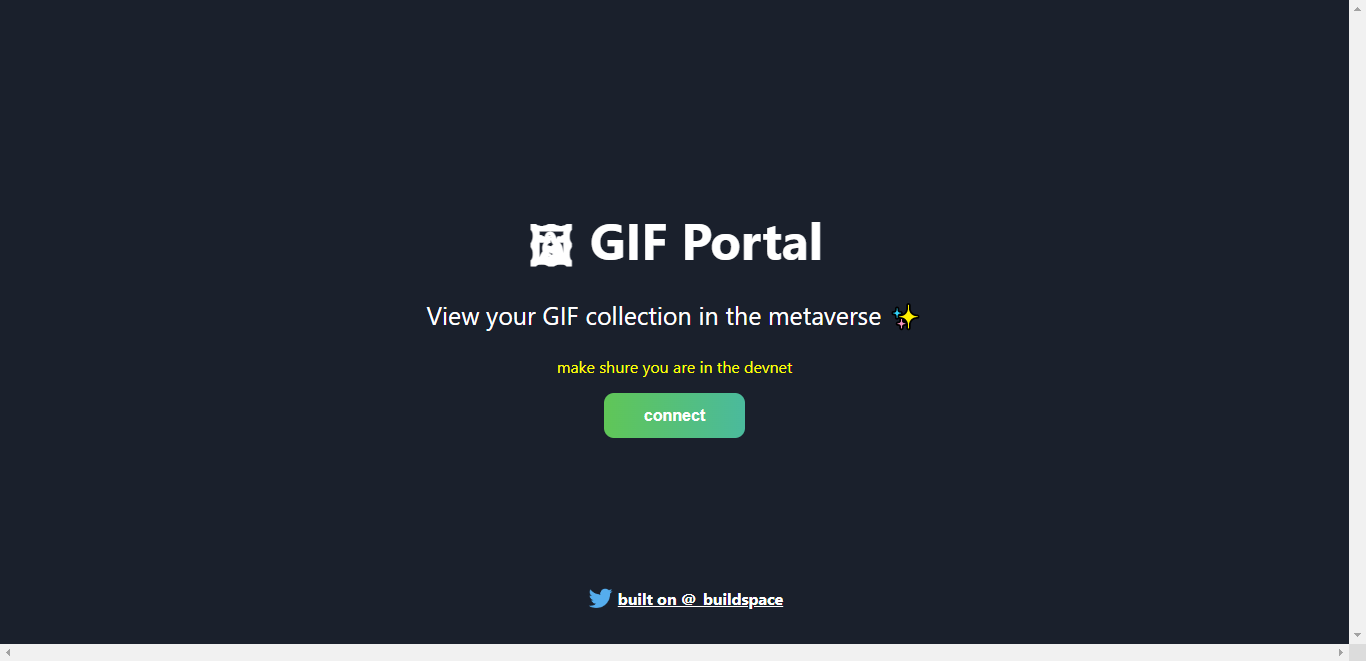 🖼 GIF Portal
View your GIF collection in the metaverse ✨
make shure you are in the devnet
connect
built on @_buildspace